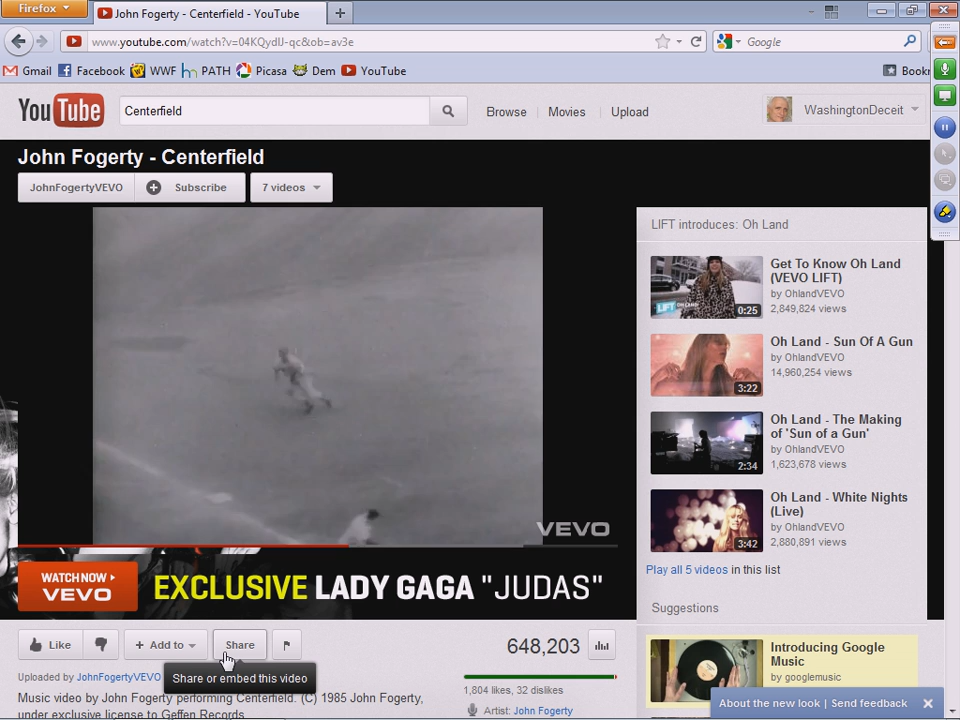 Firefox
John Fogerty - Centerfield - YouTube
www.youtube.com/watch?v=04KQydlJ-qc&ob=av3e
Google
Gmail
Facebook
WWF
PATH
Picasa
Dem
YouTube
Bookr
YouTube
Centerfield
Browse
Movies
Upload
WashingtonDeceit
John Fogerty - Centerfield
JohnFogertyVEVO
Subscribe
7 videos
VEVO
WATCH NOW
VEVO
EXCLUSIVE LADY GAGA "JUDAS"
LIFT introduces: Oh Land
Get To Know Oh Land
(VEVO LIFT)
by OhlandVEVO
2,849,824 views
LIFT
0:25
Oh Land - Sun Of A Gun
by OhlandVEVO
14,960,254 views
3:22
Oh Land - The Making
of 'Sun of a Gun'
by OhlandVEVO
1,623,678 views
2:34
Oh Land - White Nights
(Live)
by OhlandVEVO
2,880,891 views
3:42
Play all 5 videos in this list
Suggestions
Introducing Google
Music
by googlemusic
Like
Add to
Share
648,203
Share or embed this video
Uploaded by JohnFogertyVEVO
1,804 likes, 32 dislikes
Music video by John Fogerty performing Centerfield. (C) 1985 John Fogerty,
under exclusive license to Geffen Records
Artist: John Fogerty
About the new look | Send feedback